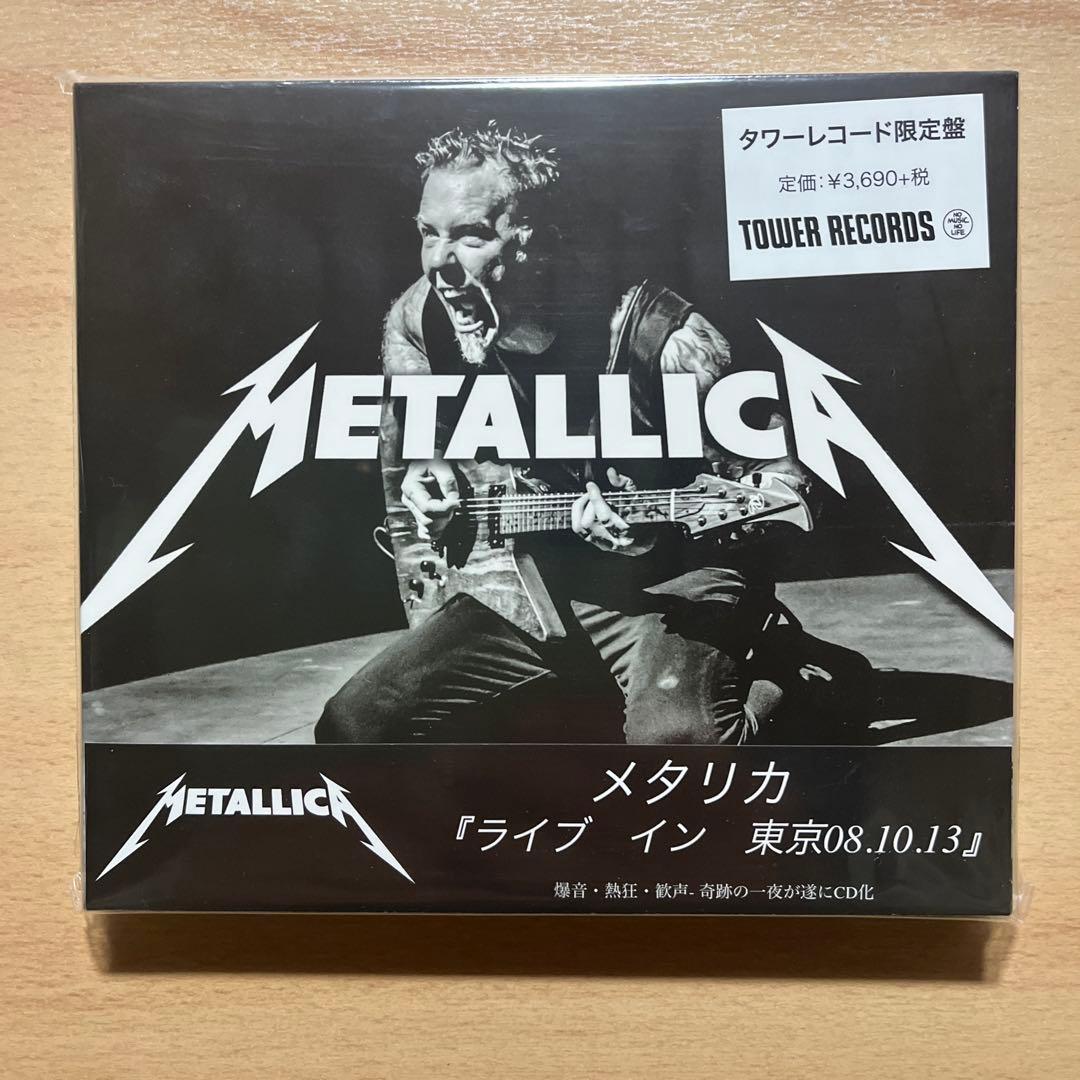 タワーレコード限定盤
定価:¥3,690+税
TOWER RECORDS NO MUSIC, NO LIFE
METALLICA
METALLICA
メタリカ
『ライブ イン 東京08.10.13』
爆音・熱狂・歓声- 奇跡の一夜が遂にCD化